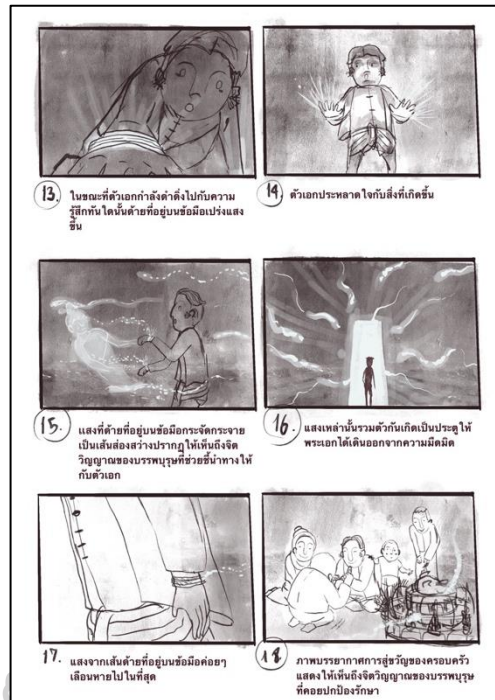 13. ในขณะที่ตัวเอกกำลังดำดิ่งไปกับความ
รู้สึกทันใดนั้นด้ายที่อยู่บนข้อมือเปร่งแสง
ขึ้น
14. ตัวเอกประหลาดใจกับสิ่งที่เกิดขึ้น
15. แสงที่ด้ายที่อยู่บนข้อมือกระจัดกระจาย
เป็นเส้นส่องสว่างปรากฏให้เห็นถึงจิต
วิญญาณของบรรพบุรุษที่ช่วยชี้นำทางให้
กับตัวเอก
16. แสงเหล่านั้นรวมตัวกันเกิดเป็นประตูให้
พระเอกได้เดินออกจากความมืดมิด
17. แสงจากเส้นด้ายที่อยู่บนข้อมือค่อยๆ
เลือนหายไปในที่สุด
18 ภาพบรรยากาศการสู่ขวัญของครอบครัว
แสดงให้เห็นถึงจิตวิญญาณของบรรพบุรุษ
ที่คอยปกป้องรักษา